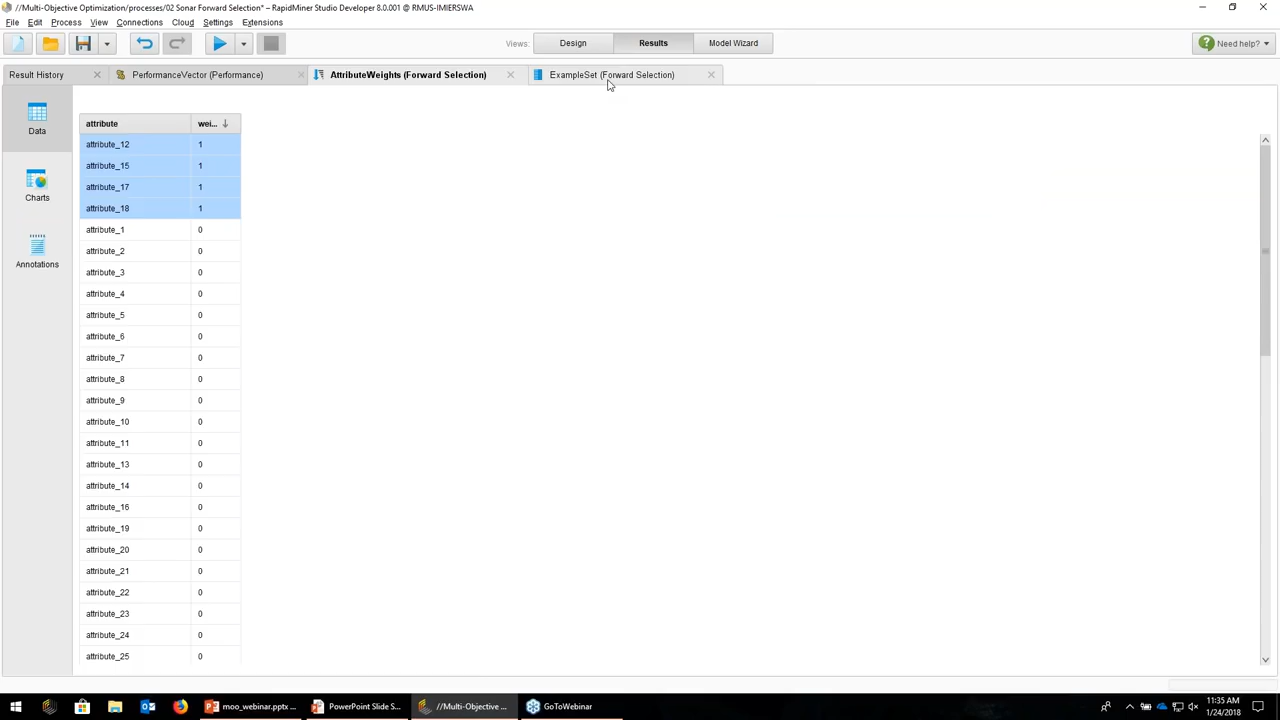 //Multi-Objective Optimization/processes/02 Sonar Forward Selection* – RapidMiner Studio Developer 8.0.001 @ RMUS-IMIERSWA
File Edit Process View Connections Cloud Settings Extensions
Views: Design Results Model Wizard Need help?
Result History PerformanceVector (Performance) AttributeWeights (Forward Selection) ExampleSet (Forward Selection)
Data
Charts
Annotations
attribute wei...
attribute_12 1
attribute_15 1
attribute_17 1
attribute_18 1
attribute_1 0
attribute_2 0
attribute_3 0
attribute_4 0
attribute_5 0
attribute_6 0
attribute_7 0
attribute_8 0
attribute_9 0
attribute_10 0
attribute_11 0
attribute_13 0
attribute_14 0
attribute_16 0
attribute_19 0
attribute_20 0
attribute_21 0
attribute_22 0
attribute_23 0
attribute_24 0
attribute_25 0
moo_webinar.pptx ... PowerPoint Slide S... //Multi-Objective ... GoToWebinar
11:35 AM
1/24/2018